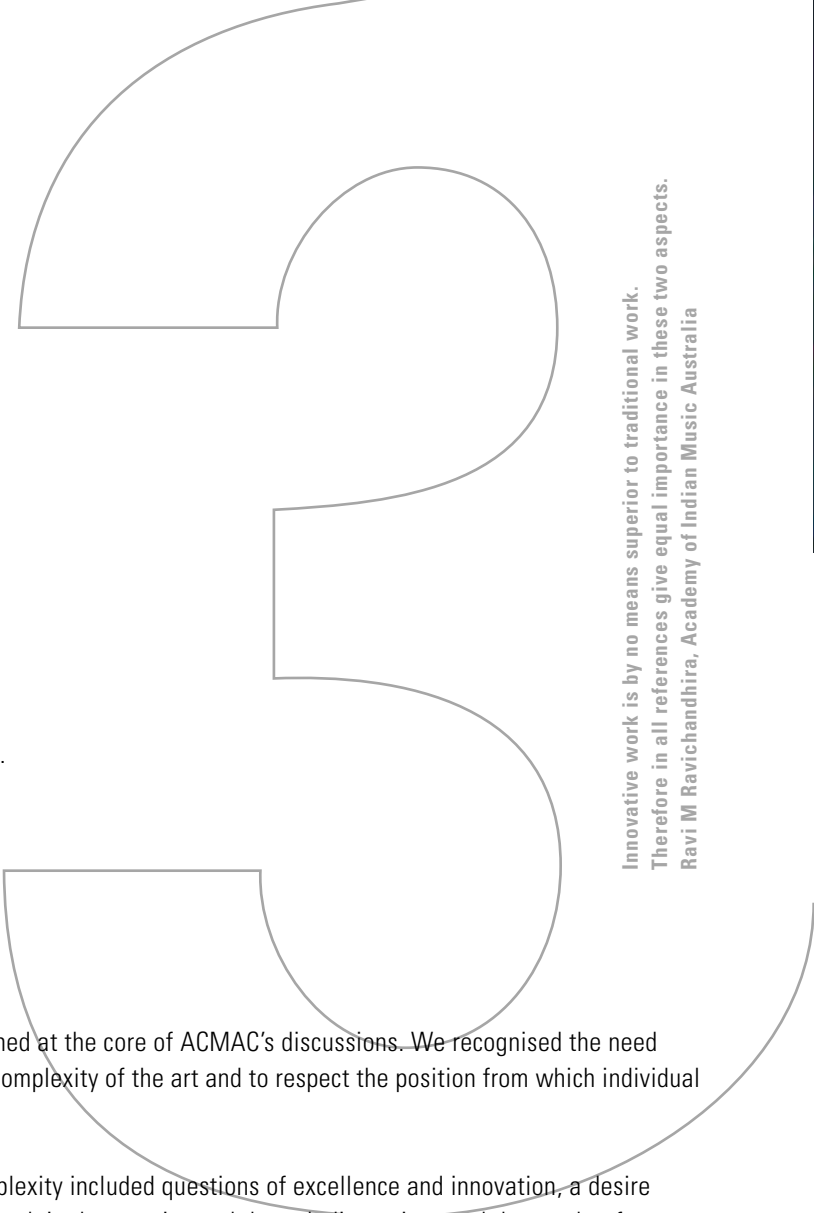 3
Innovative work is by no means superior to traditional work.
Therefore in all references give equal importance in these two aspects.
Ravi M Ravichandhira, Academy of Indian Music Australia
.
ned at the core of ACMAC's discussions. We recognised the need
omplexity of the art and to respect the position from which individual
plexity included questions of excellence and innovation, a desire